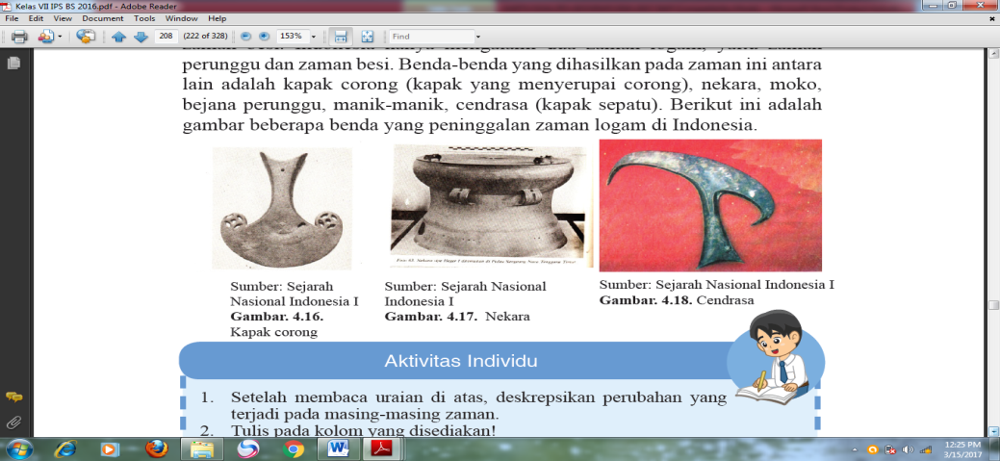 Kelas VII IPS BS 2016.pdf - Adobe Reader
File Edit View Document Tools Window Help
208 (222 of 328) 153% Find
perunggu dan zaman besi. Benda-benda yang dihasilkan pada zaman ini antara
lain adalah kapak corong (kapak yang menyerupai corong), nekara, moko,
bejana perunggu, manik-manik, cendrasa (kapak sepatu). Berikut ini adalah
gambar beberapa benda yang peninggalan zaman logam di Indonesia.
Sumber: Sejarah
Nasional Indonesia I
Gambar. 4.16.
Kapak corong
Sumber: Sejarah Nasional
Indonesia I
Gambar. 4.17. Nekara
Sumber: Sejarah Nasional Indonesia I
Gambar. 4.18. Cendrasa
Aktivitas Individu
1. Setelah membaca uraian di atas, deskrepsikan perubahan yang
terjadi pada masing-masing zaman.
2. Tulis pada kolom yang disediakan!
12:25 PM
3/15/2017